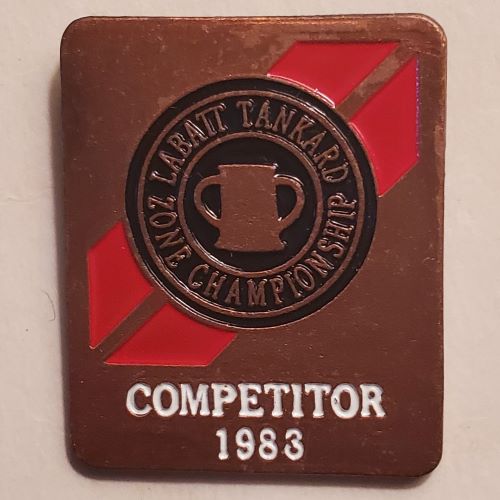 LABATT TANKARD
ZONE CHAMPIONSHIP
COMPETITOR
1983